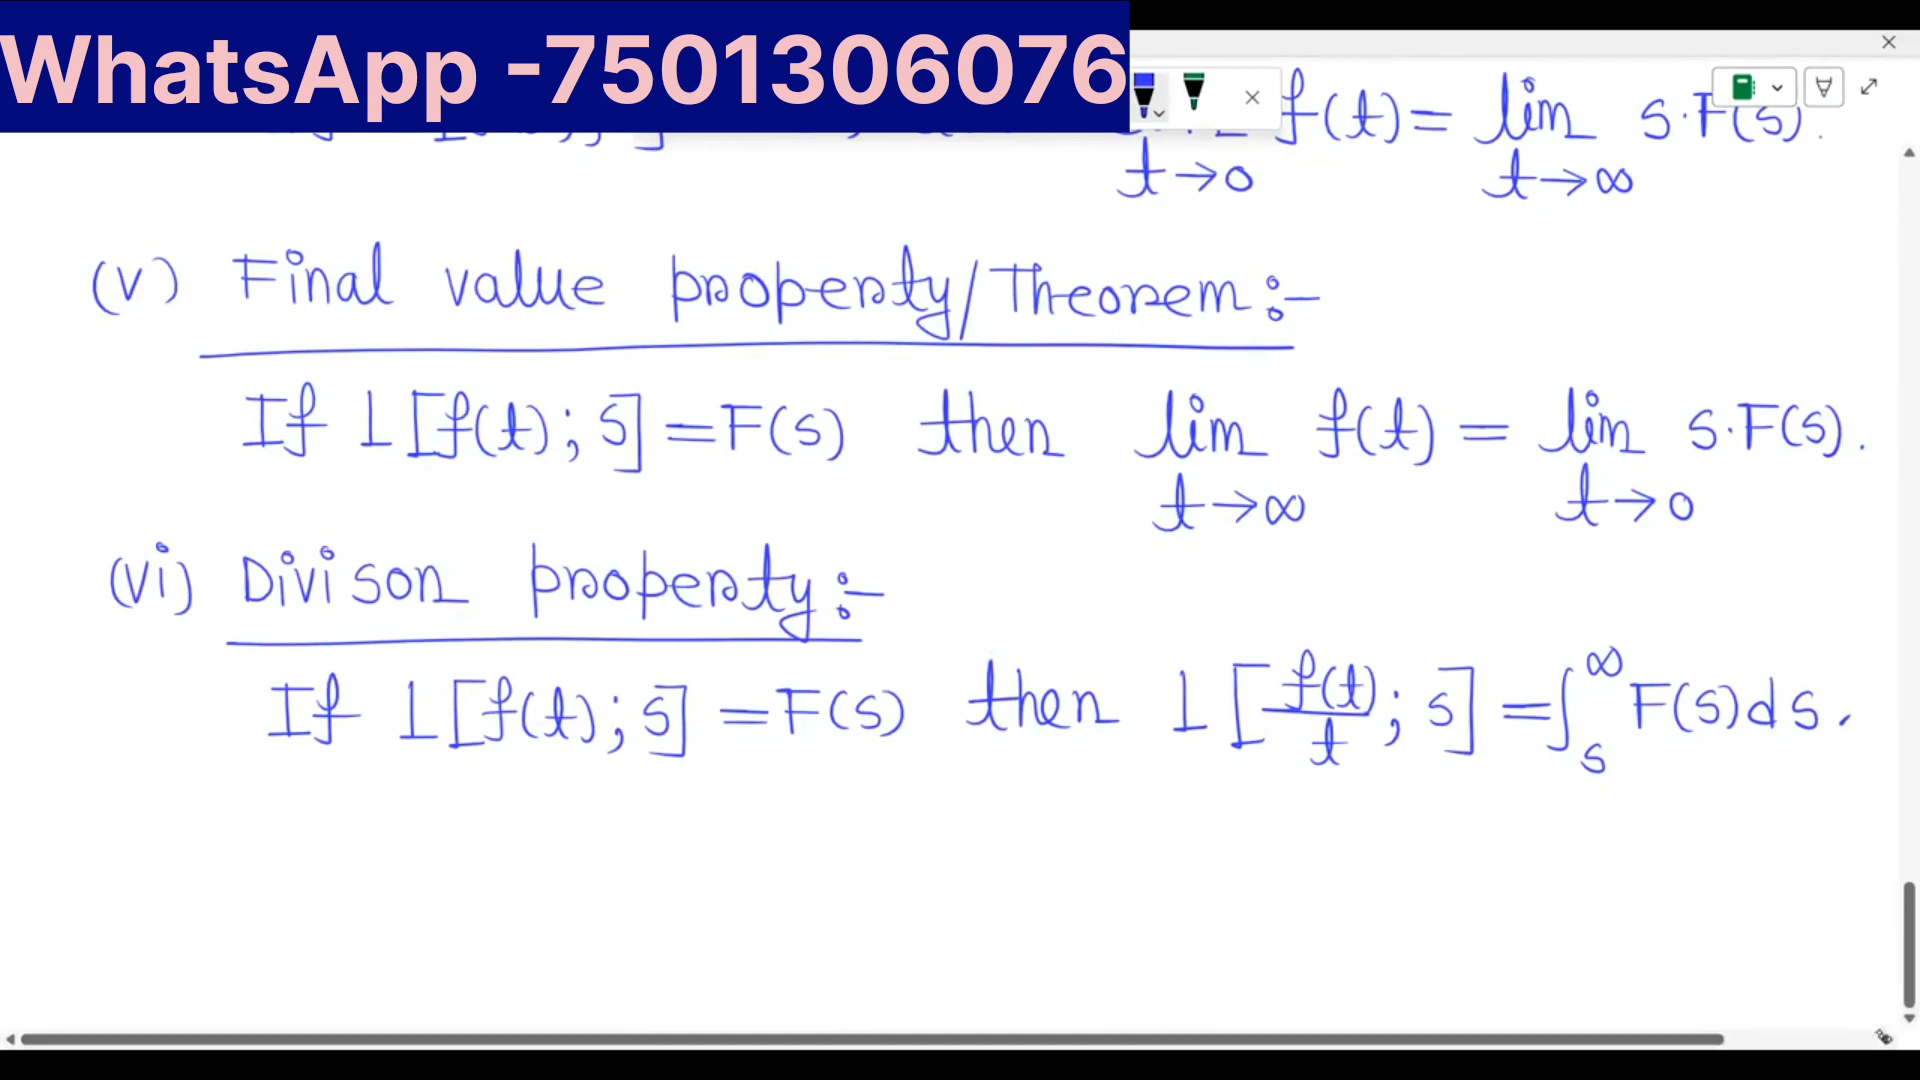 WhatsApp -7501306076
f(t) = lim s·F(s).
t→0 t→∞
(v) Final value property/Theorem:-
If L[f(t); s] = F(s) then lim f(t) = lim s·F(s).
t→∞ t→0
(vi) Divison property:-
If L[f(t); s] = F(s) then L[f(t)/t; s] = ∫_s^∞ F(s)ds.